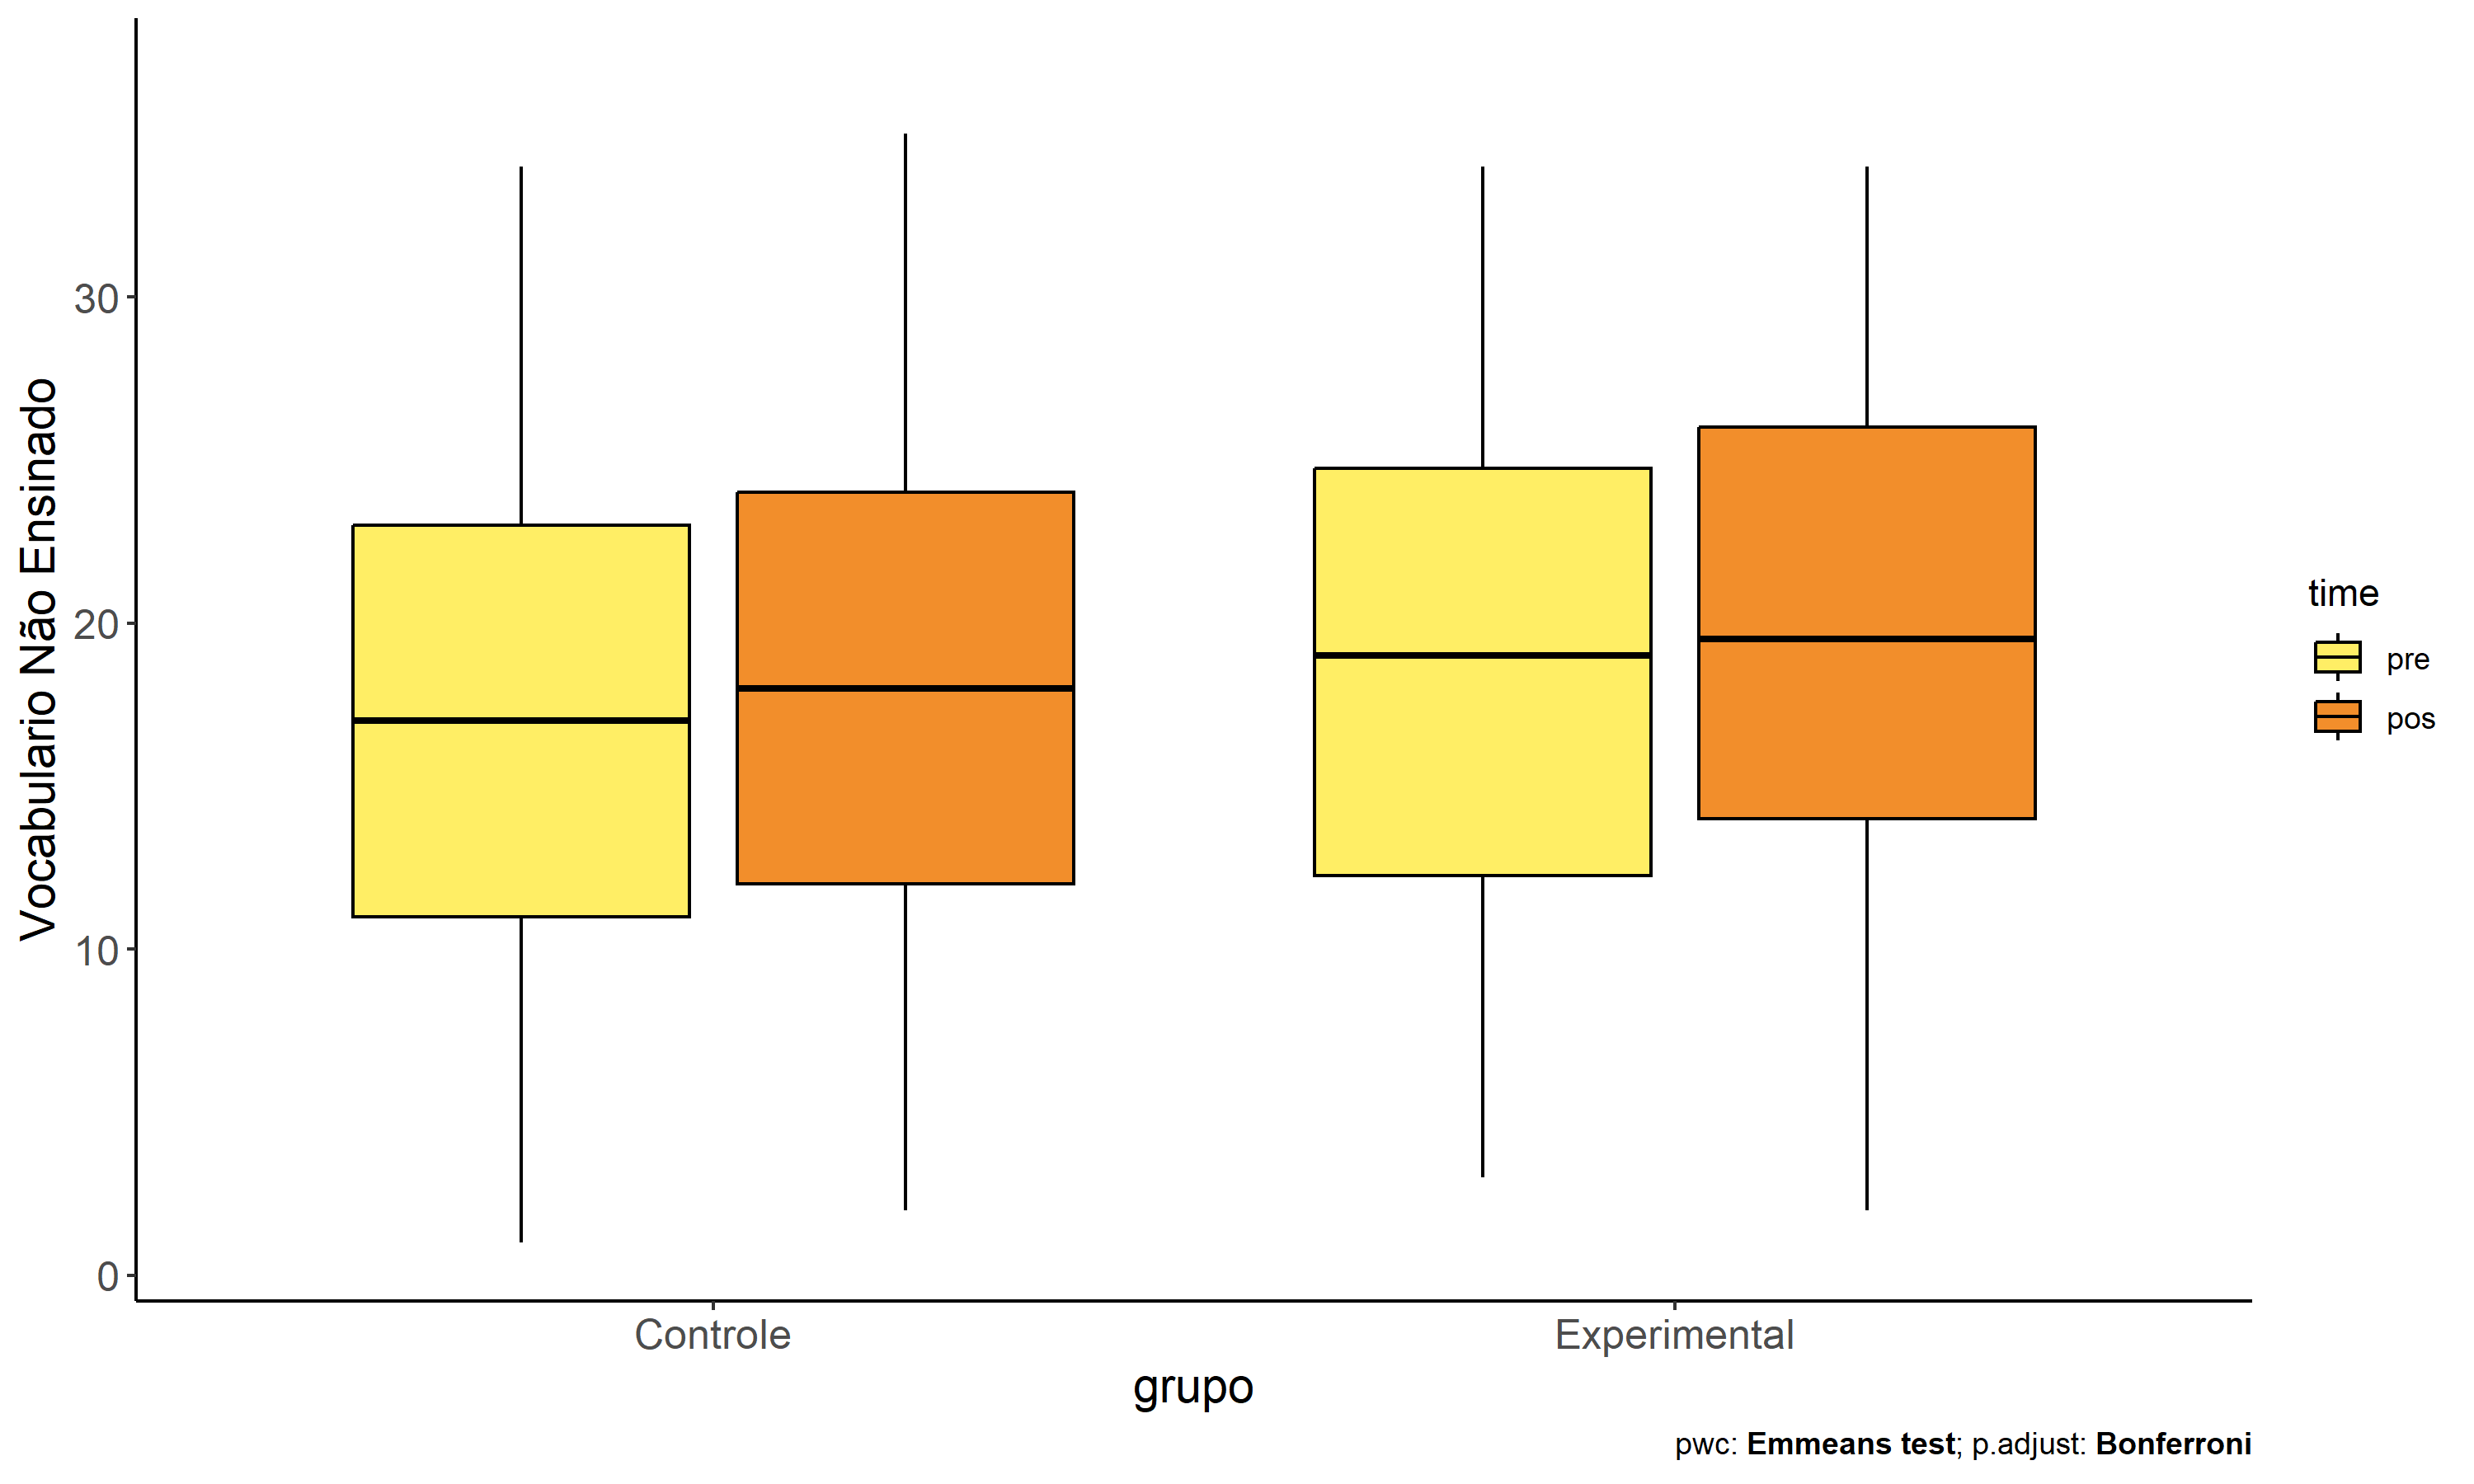 Vocabulario Não Ensinado
30
20
10
0
Controle
Experimental
grupo
time
pre
pos
pwc: Emmeans test; p.adjust: Bonferroni